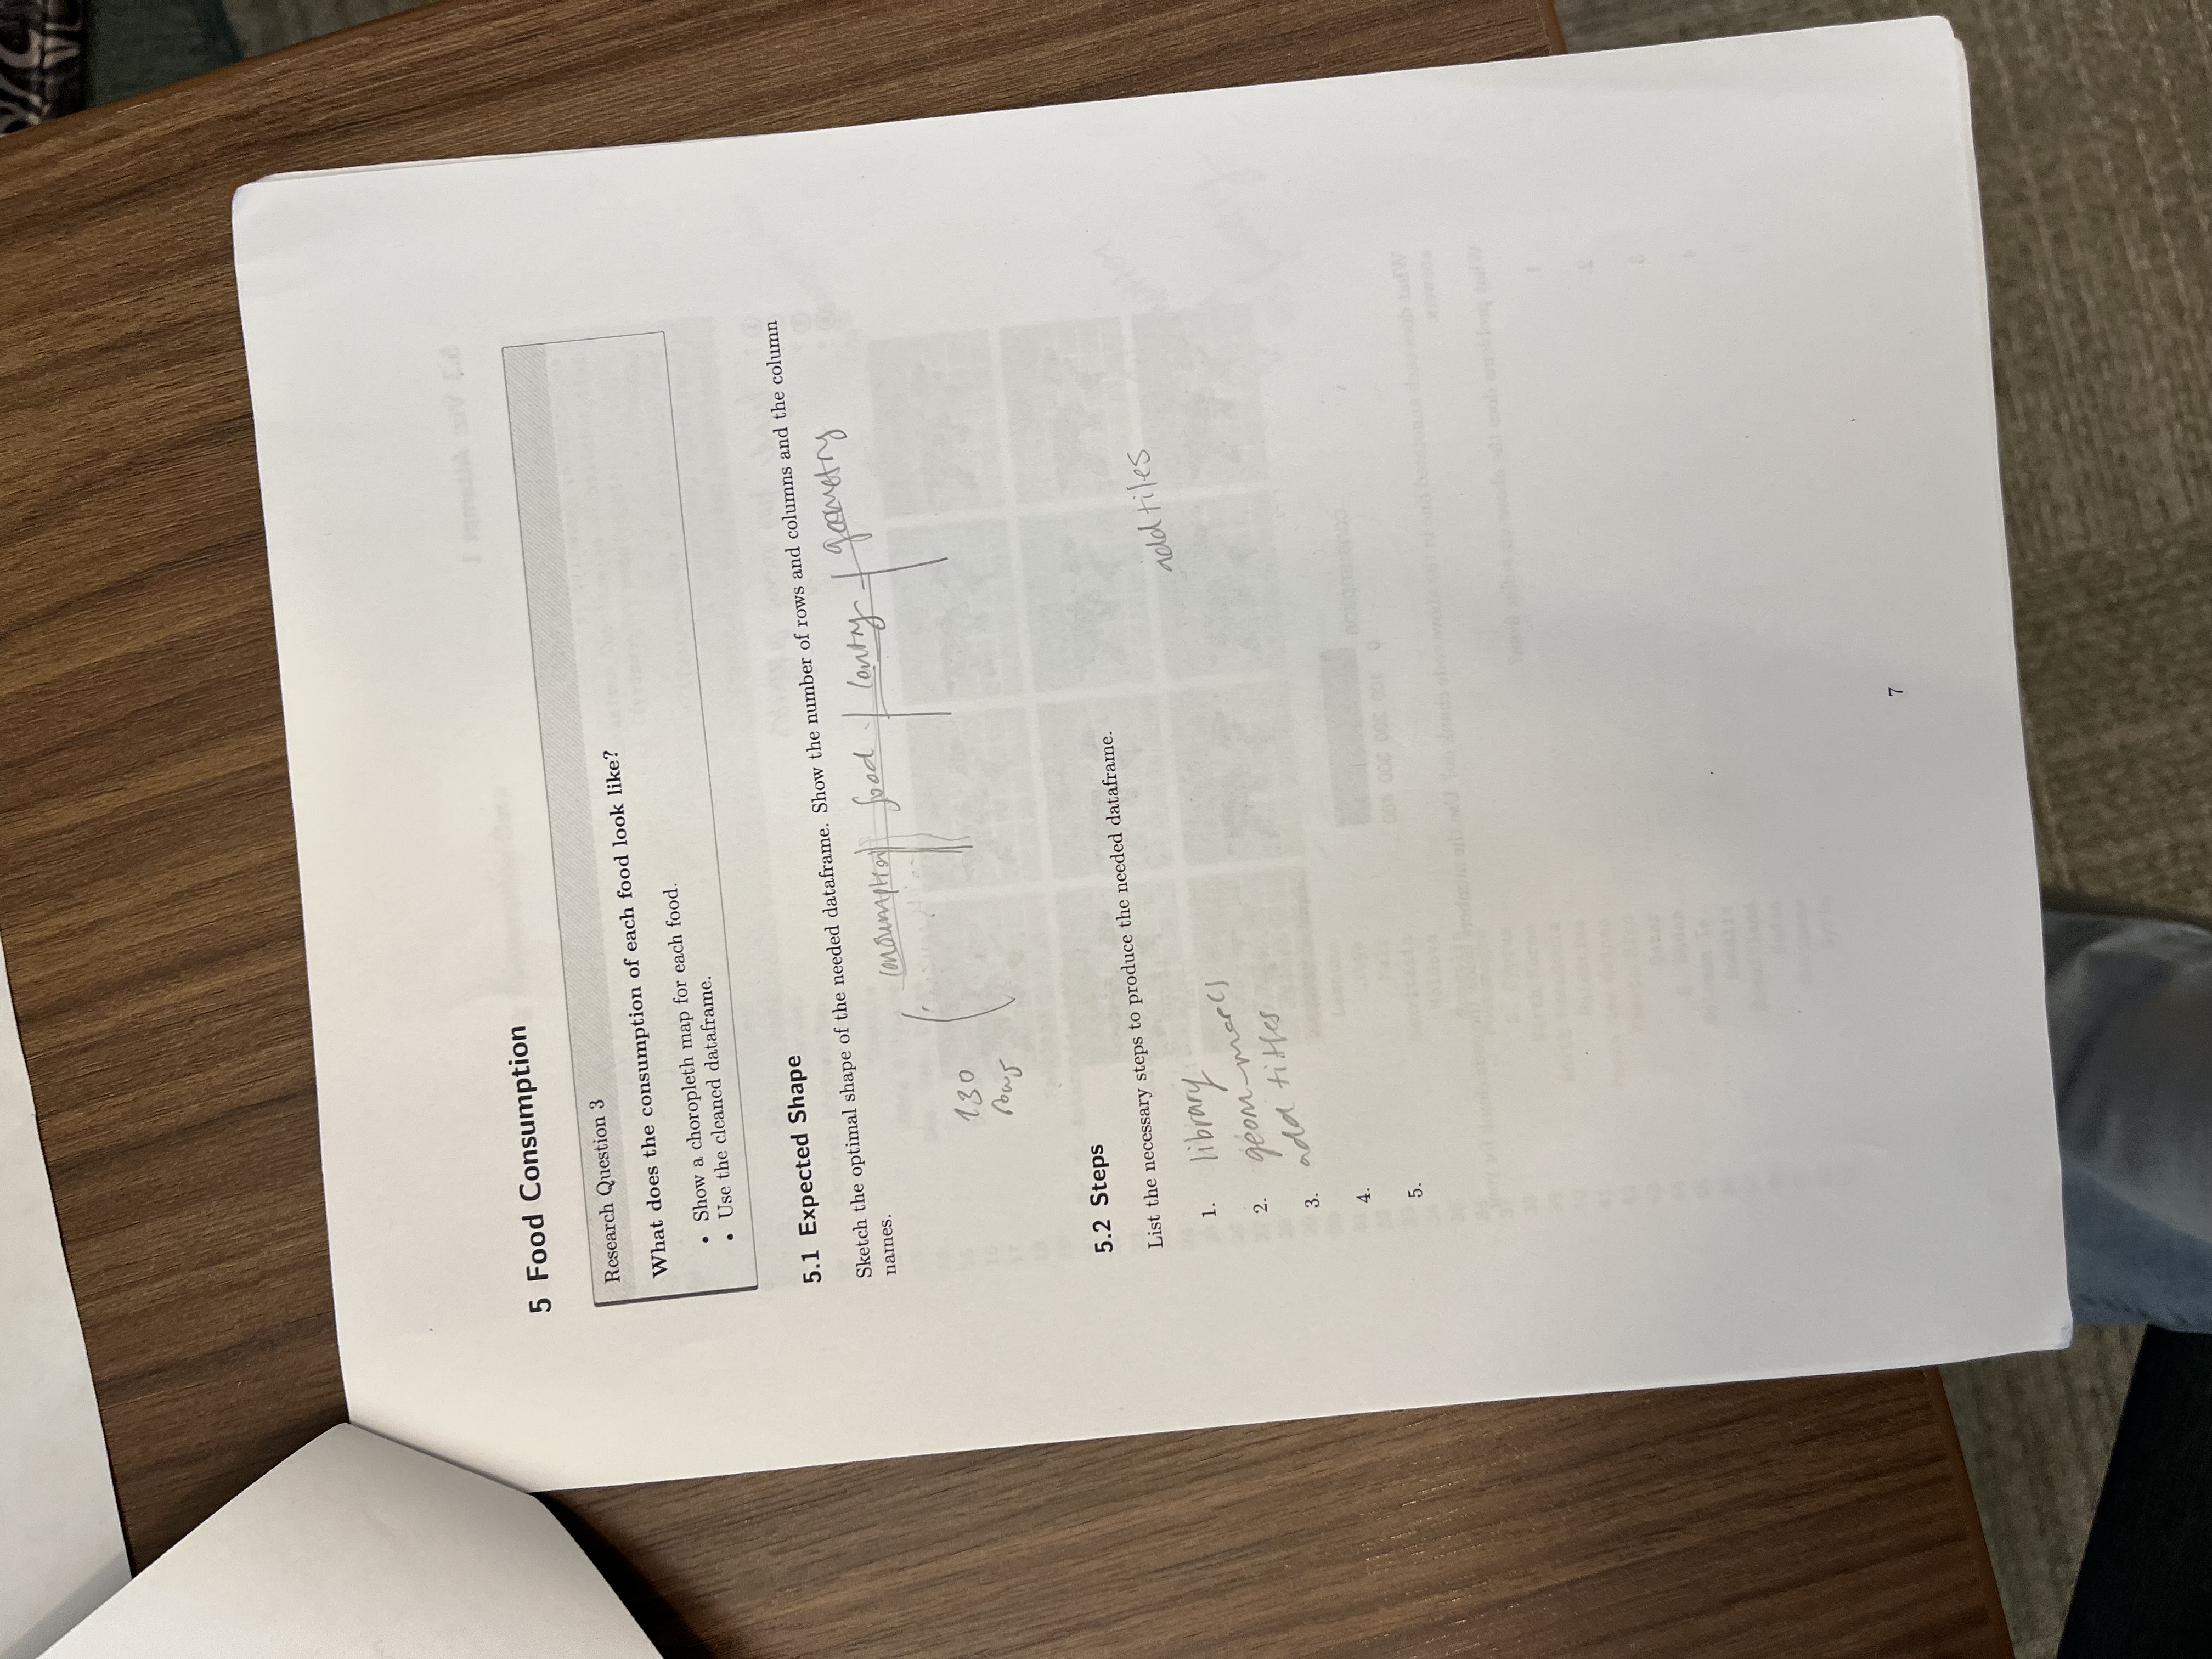 5 Food Consumption
Research Question 3
What does the consumption of each food look like?
• Show a choropleth map for each food.
• Use the cleaned dataframe.
5.1 Expected Shape
Sketch the optimal shape of the needed dataframe. Show the number of rows and columns and the column
names.
consumption food contry geometry
130
rows
5.2 Steps
List the necessary steps to produce the needed dataframe.
add tiles
1. library
2. geom_map()
3. add titles
4.
5.
7